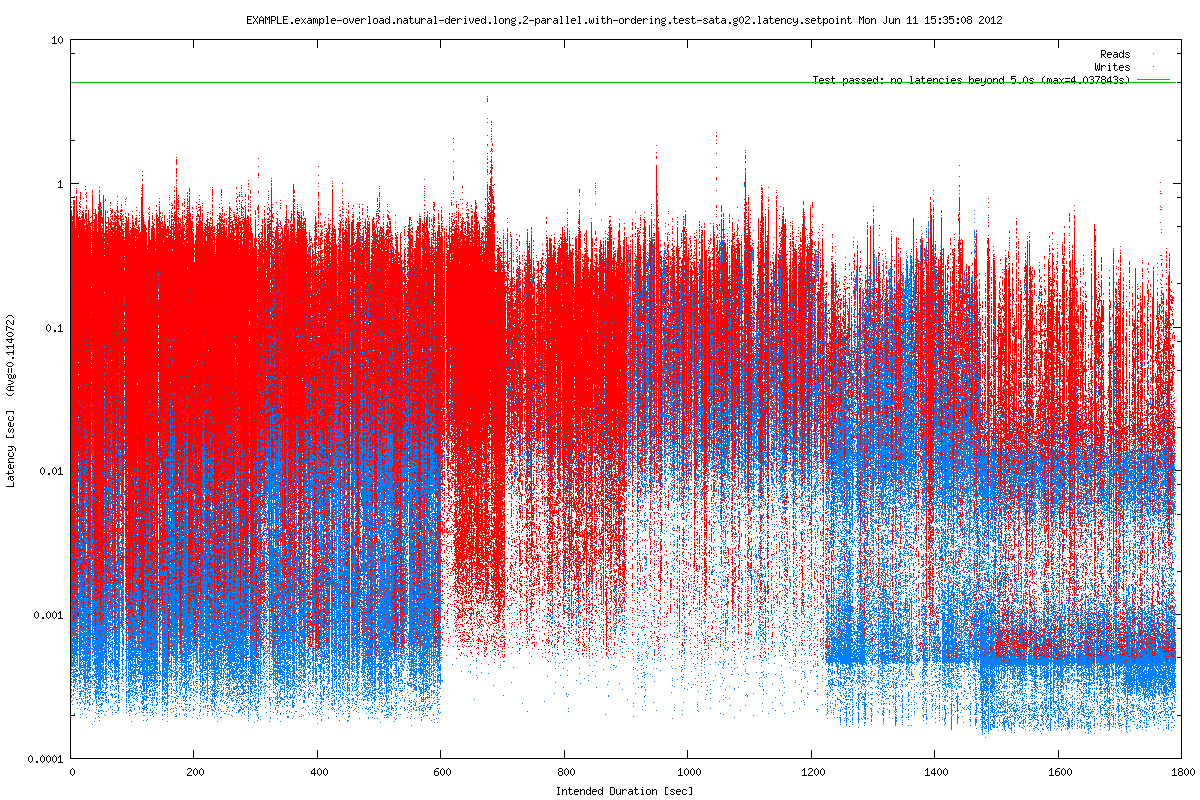 EXAMPLE.example-overload.natural-derived.long.2-parallel.with-ordering.test-sata.g02.latency.setpoint Mon Jun 11 15:35:08 2012
Reads
Writes
Test passed: no latencies beyond 5.0s (max=4.037843s)
10
1
0.1
0.01
0.001
0.0001
Latency [sec] (Avg=0.114072)
0 200 400 600 800 1000 1200 1400 1600 1800
Intended Duration [sec]